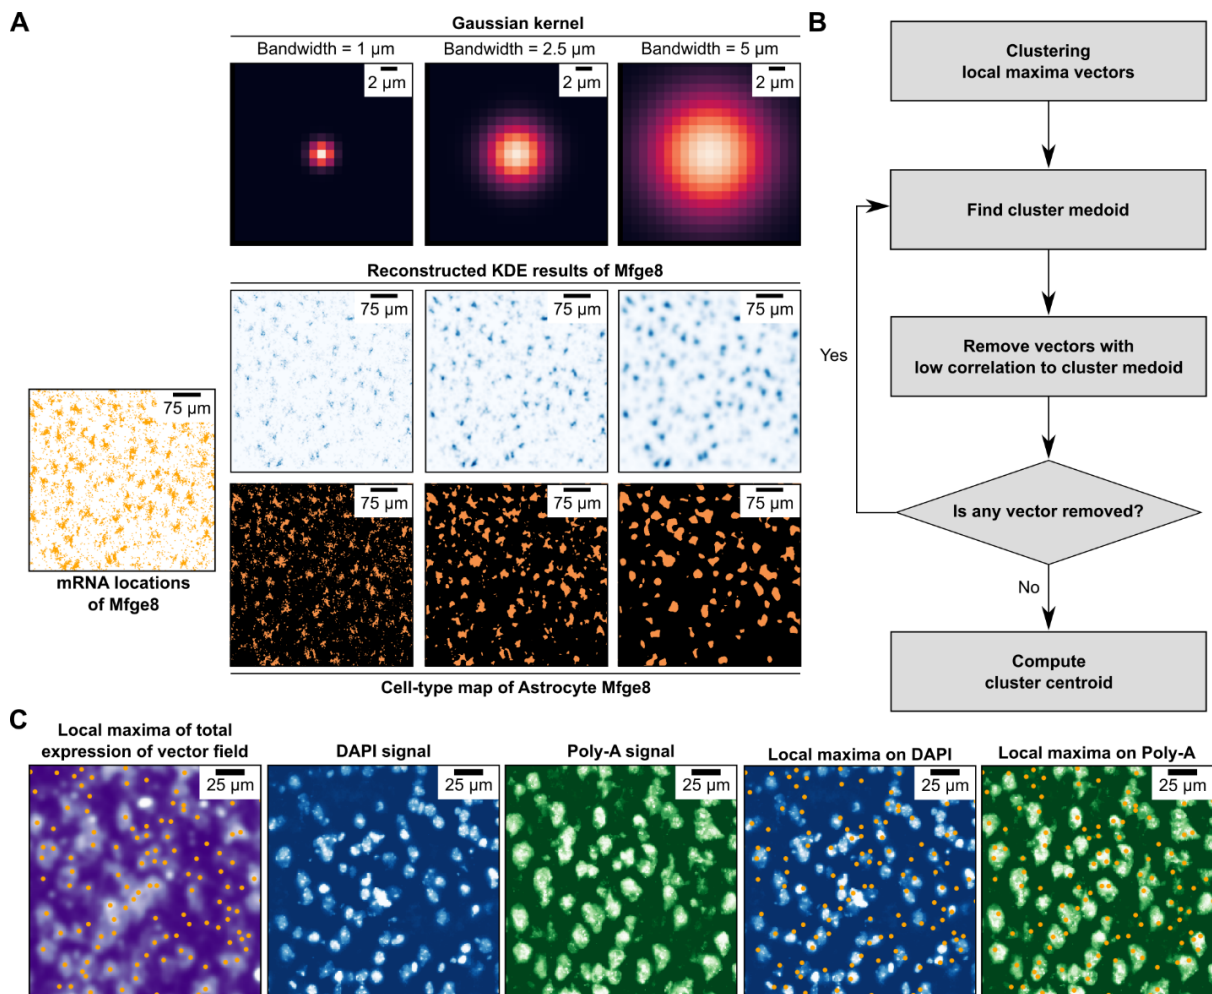 A
Gaussian kernel
Bandwidth = 1 µm
Bandwidth = 2.5 µm
Bandwidth = 5 µm
2 µm
2 µm
2 µm
Reconstructed KDE results of Mfge8
75 µm
75 µm
75 µm
75 µm
mRNA locations
of Mfge8
75 µm
75 µm
75 µm
Cell-type map of Astrocyte Mfge8
B
Clustering
local maxima vectors
Find cluster medoid
Remove vectors with
low correlation to cluster medoid
Yes
Is any vector removed?
No
Compute
cluster centroid
C
Local maxima of total
expression of vector field
DAPI signal
Poly-A signal
Local maxima on DAPI
Local maxima on Poly-A
25 µm
25 µm
25 µm
25 µm
25 µm